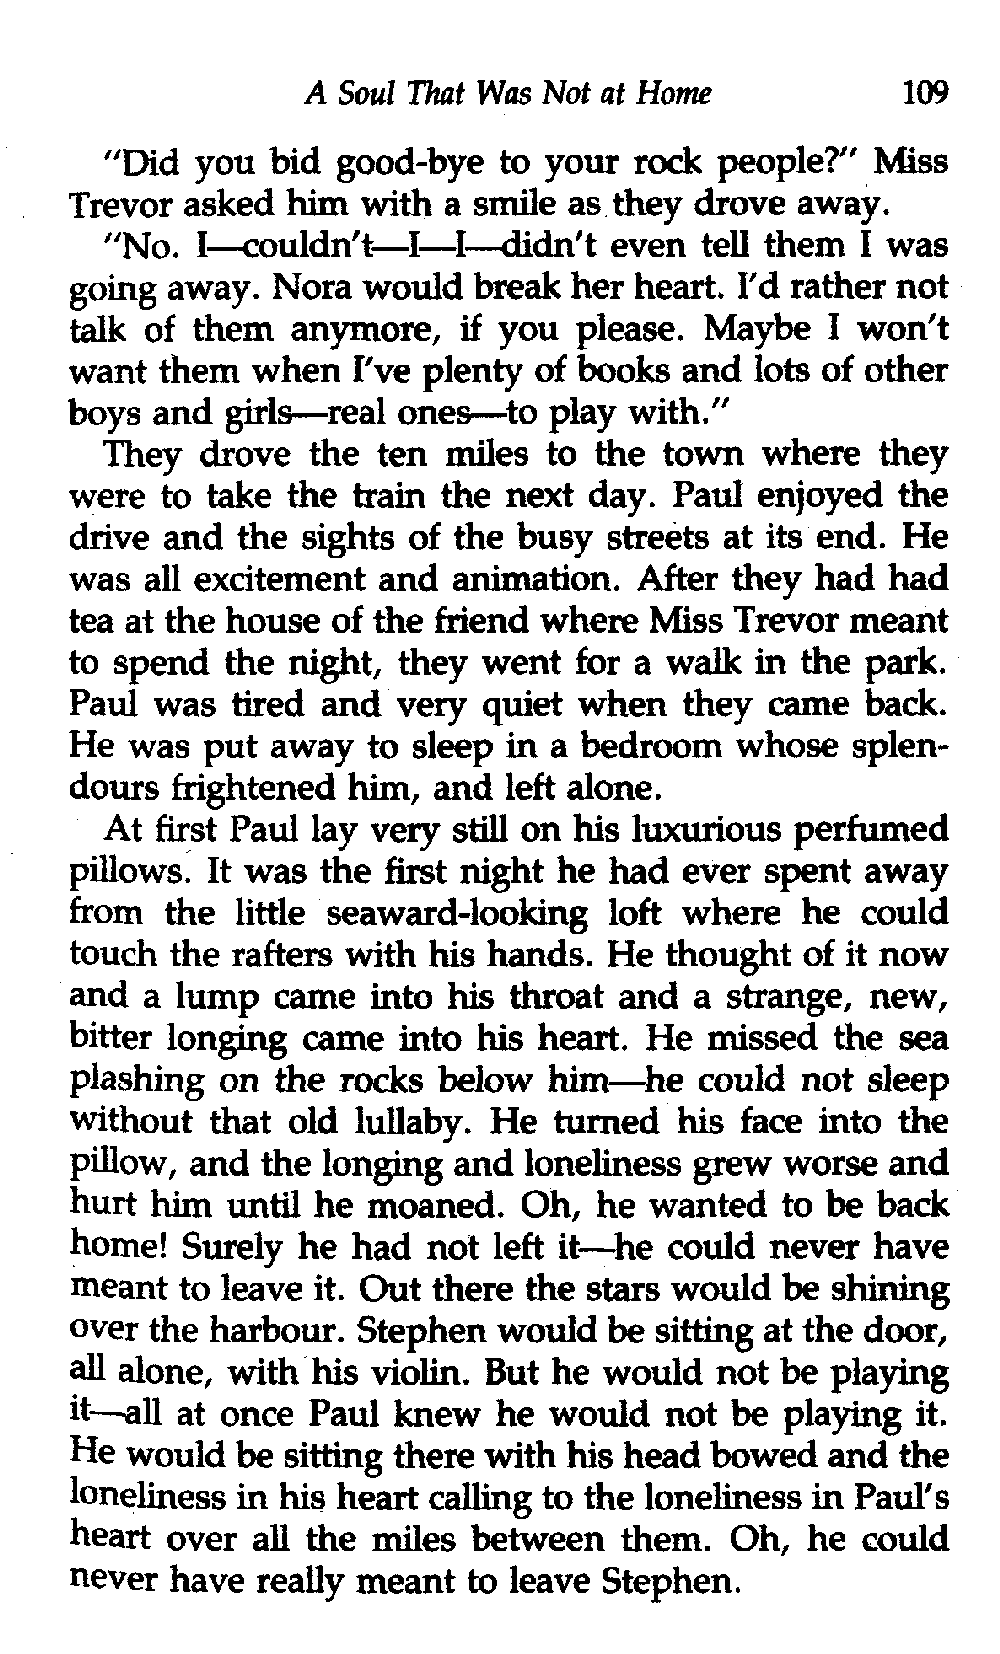 A Soul That Was Not at Home 109
"Did you bid good-bye to your rock people?" Miss
Trevor asked him with a smile as they drove away.
"No. I—couldn't—I—I—didn't even tell them I was
going away. Nora would break her heart. I'd rather not
talk of them anymore, if you please. Maybe I won't
want them when I've plenty of books and lots of other
boys and girls—real ones—to play with."
They drove the ten miles to the town where they
were to take the train the next day. Paul enjoyed the
drive and the sights of the busy streets at its end. He
was all excitement and animation. After they had had
tea at the house of the friend where Miss Trevor meant
to spend the night, they went for a walk in the park.
Paul was tired and very quiet when they came back.
He was put away to sleep in a bedroom whose splen-
dours frightened him, and left alone.
At first Paul lay very still on his luxurious perfumed
pillows. It was the first night he had ever spent away
from the little seaward-looking loft where he could
touch the rafters with his hands. He thought of it now
and a lump came into his throat and a strange, new,
bitter longing came into his heart. He missed the sea
plashing on the rocks below him—he could not sleep
without that old lullaby. He turned his face into the
pillow, and the longing and loneliness grew worse and
hurt him until he moaned. Oh, he wanted to be back
home! Surely he had not left it—he could never have
meant to leave it. Out there the stars would be shining
over the harbour. Stephen would be sitting at the door,
all alone, with his violin. But he would not be playing
it—all at once Paul knew he would not be playing it.
He would be sitting there with his head bowed and the
loneliness in his heart calling to the loneliness in Paul's
heart over all the miles between them. Oh, he could
never have really meant to leave Stephen.